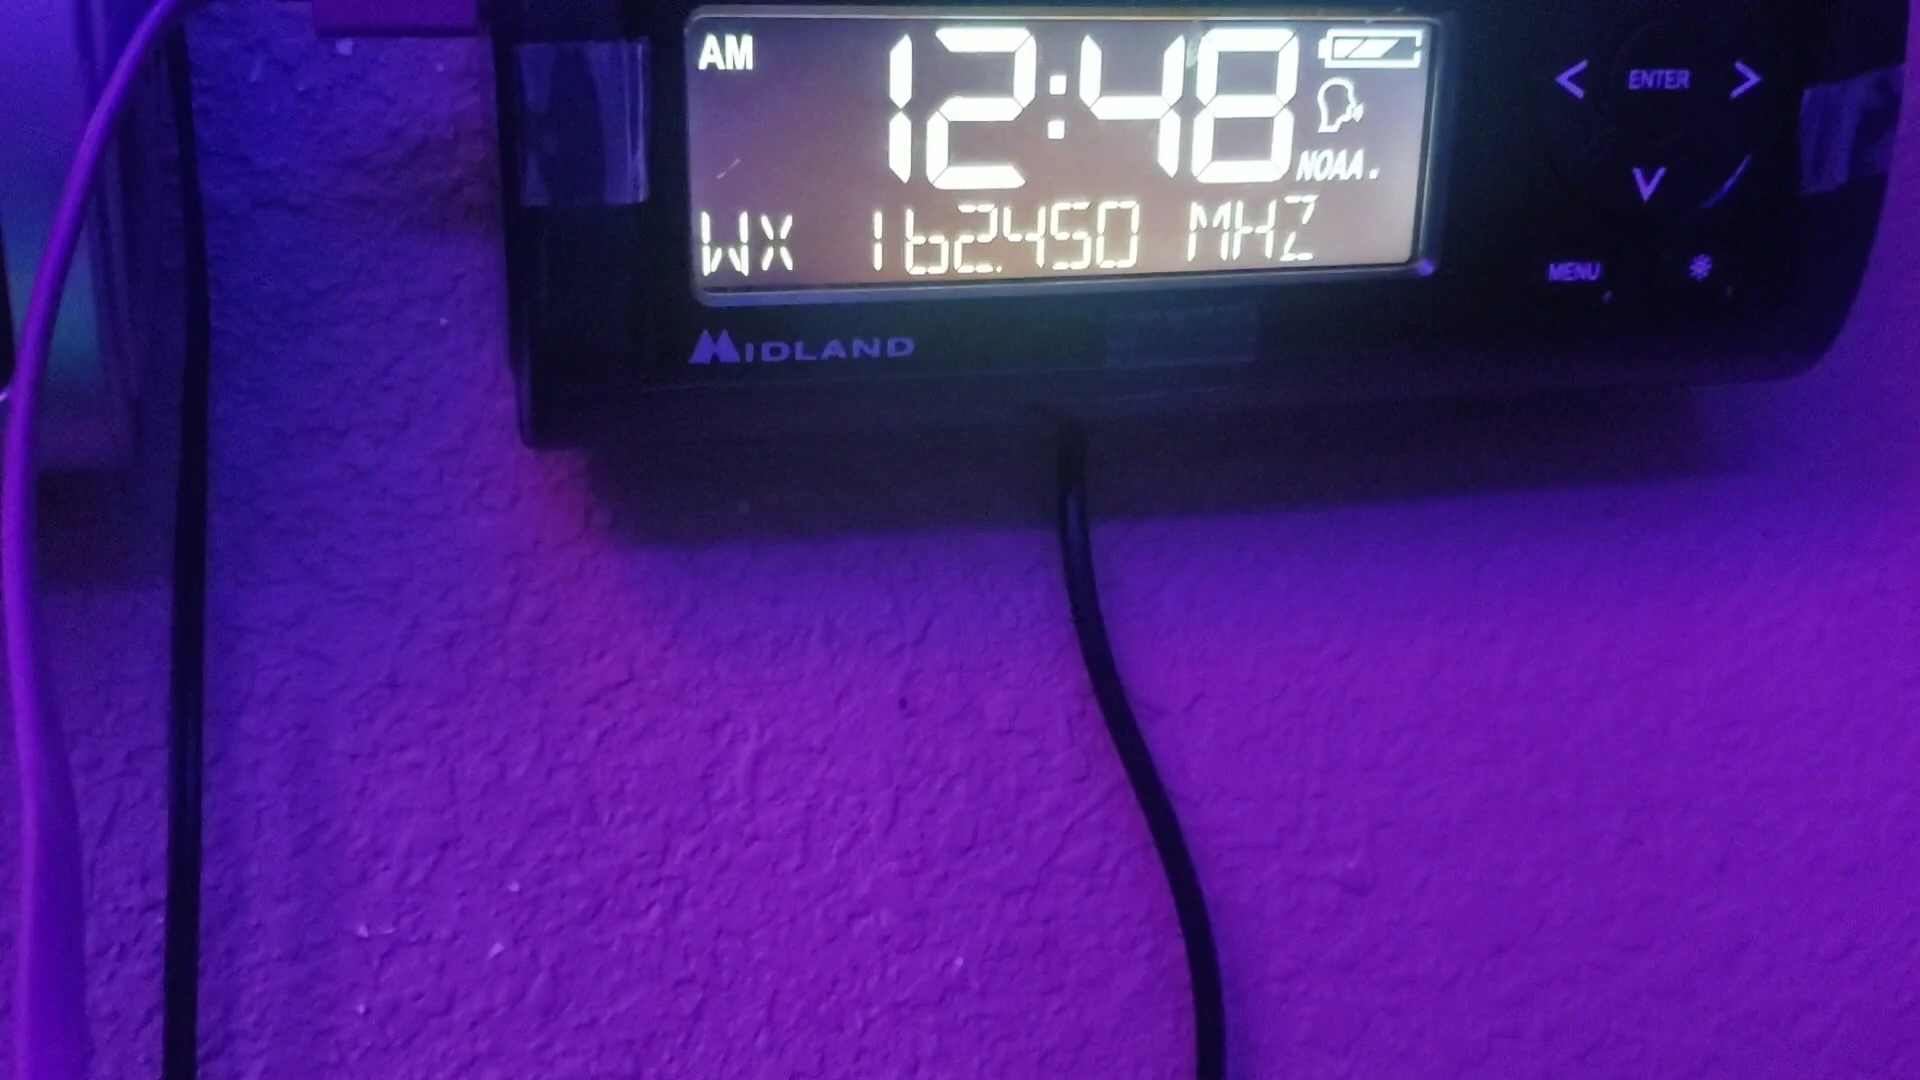 AM 12:48
NOAA.
WX 162.450 MHZ
MIDLAND
< ENTER >
MENU